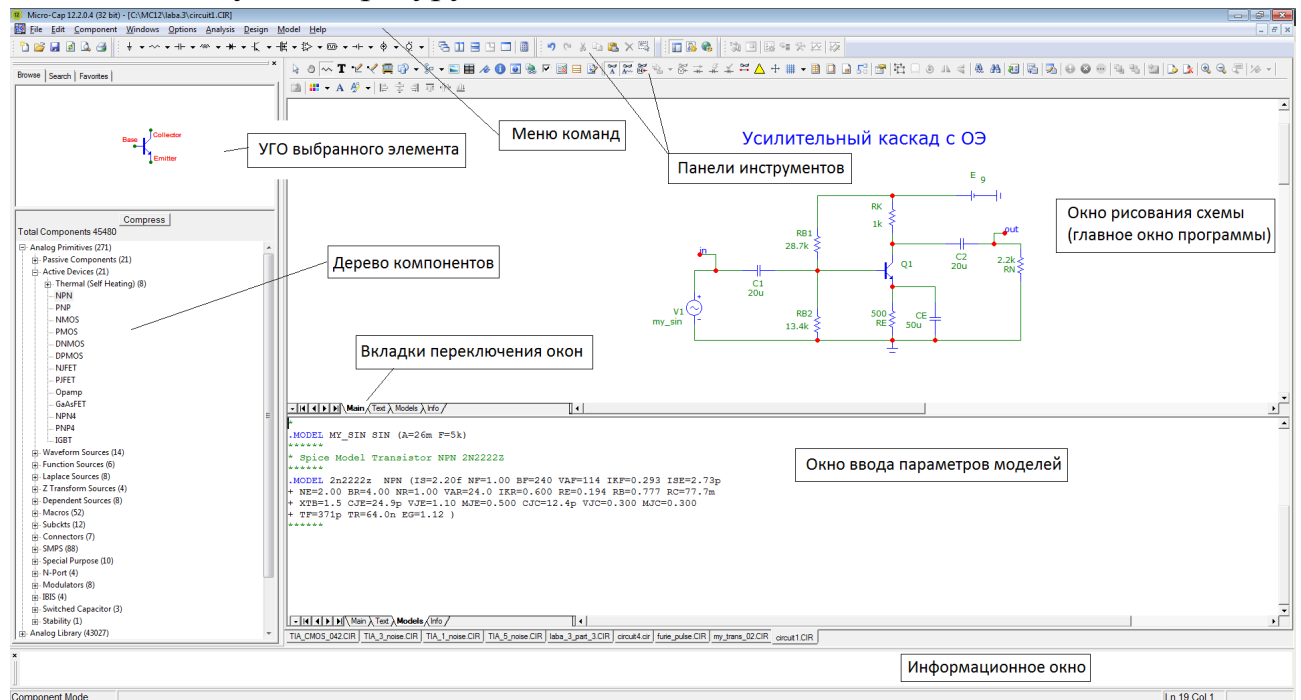 Micro-Cap 12.2.0.4 (32 bit) - [C:\MC12\laba.3\circuit1.CIR]
File Edit Component Windows Options Analysis Design Model Help
Browse Search Favorites
Base
Collector
Emitter
УГО выбранного элемента
Меню команд
Панели инструментов
Усилительный каскад с ОЭ
E 9
RK
1k
RB1
28.7k
in
out
C1
20u
Q1
C2
20u
2.2k
RN
V1
my_sin
RB2
13.4k
500
RE
CE
50u
Окно рисования схемы
(главное окно программы)
Compress
Total Components 45480
Analog Primitives (271)
Passive Components (21)
Active Devices (21)
Thermal (Self Heating) (8)
NPN
PNP
NMOS
PMOS
DNMOS
DPMOS
NJFET
PJFET
Opamp
GaAsFET
NPN4
PNP4
IGBT
Waveform Sources (14)
Function Sources (6)
Laplace Sources (8)
Z Transform Sources (4)
Dependent Sources (8)
Macros (52)
Subckts (12)
Connectors (7)
SMPS (88)
Special Purpose (10)
N-Port (4)
Modulators (8)
IBIS (4)
Switched Capacitor (3)
Stability (1)
Analog Library (43027)
Дерево компонентов
Вкладки переключения окон
Main Text Models Info
*
.MODEL MY_SIN SIN (A=26m F=5k)
******
* Spice Model Transistor NPN 2N2222Z
******
.MODEL 2n2222z NPN (IS=2.20f NF=1.00 BF=240 VAF=114 IKF=0.293 ISE=2.73p
+ NE=2.00 BR=4.00 NR=1.00 VAR=24.0 IKR=0.600 RE=0.194 RB=0.777 RC=77.7m
+ XTB=1.5 CJE=24.9p VJE=1.10 MJE=0.500 CJC=12.4p VJC=0.300 MJC=0.300
+ TF=371p TR=64.0n EG=1.12 )
******
Окно ввода параметров моделей
Main Text Models Info
TIA_CMOS_042.CIR TIA_3_noise.CIR TIA_1_noise.CIR TIA_5_noise.CIR laba_3_part_3.CIR circuit4.cir furie_pulse.CIR my_trans_02.CIR circuit1.CIR
Информационное окно
Component Mode
Ln 19 Col 1